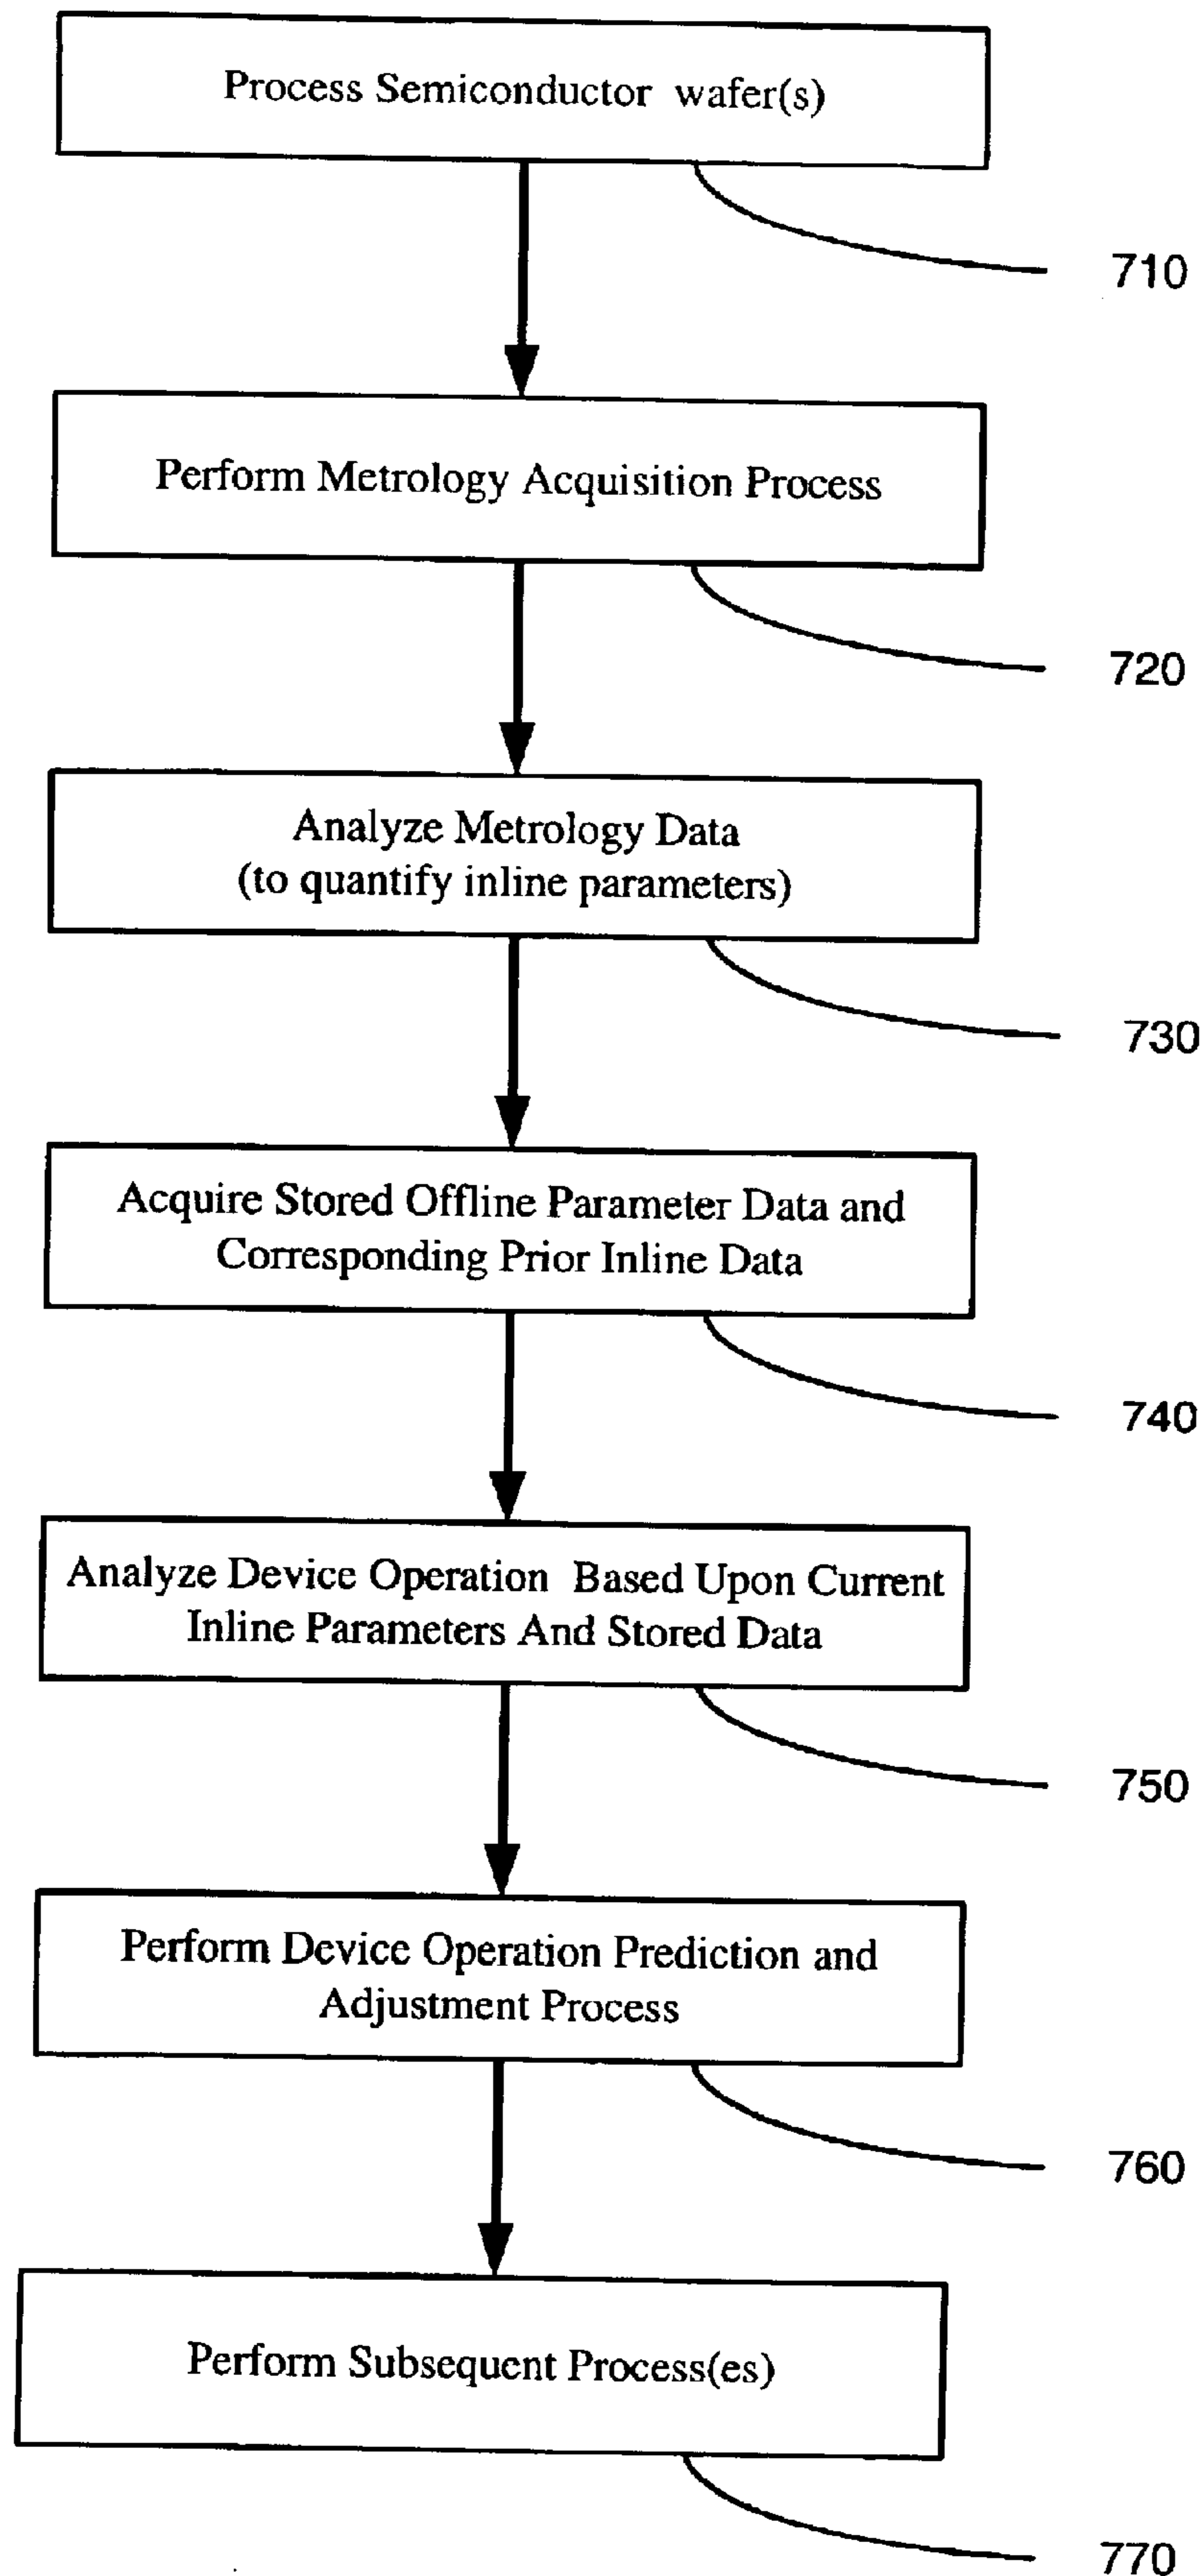 Process Semiconductor wafer(s)
710
Perform Metrology Acquisition Process
720
Analyze Metrology Data
(to quantify inline parameters)
730
Acquire Stored Offline Parameter Data and
Corresponding Prior Inline Data
740
Analyze Device Operation Based Upon Current
Inline Parameters And Stored Data
750
Perform Device Operation Prediction and
Adjustment Process
760
Perform Subsequent Process(es)
770